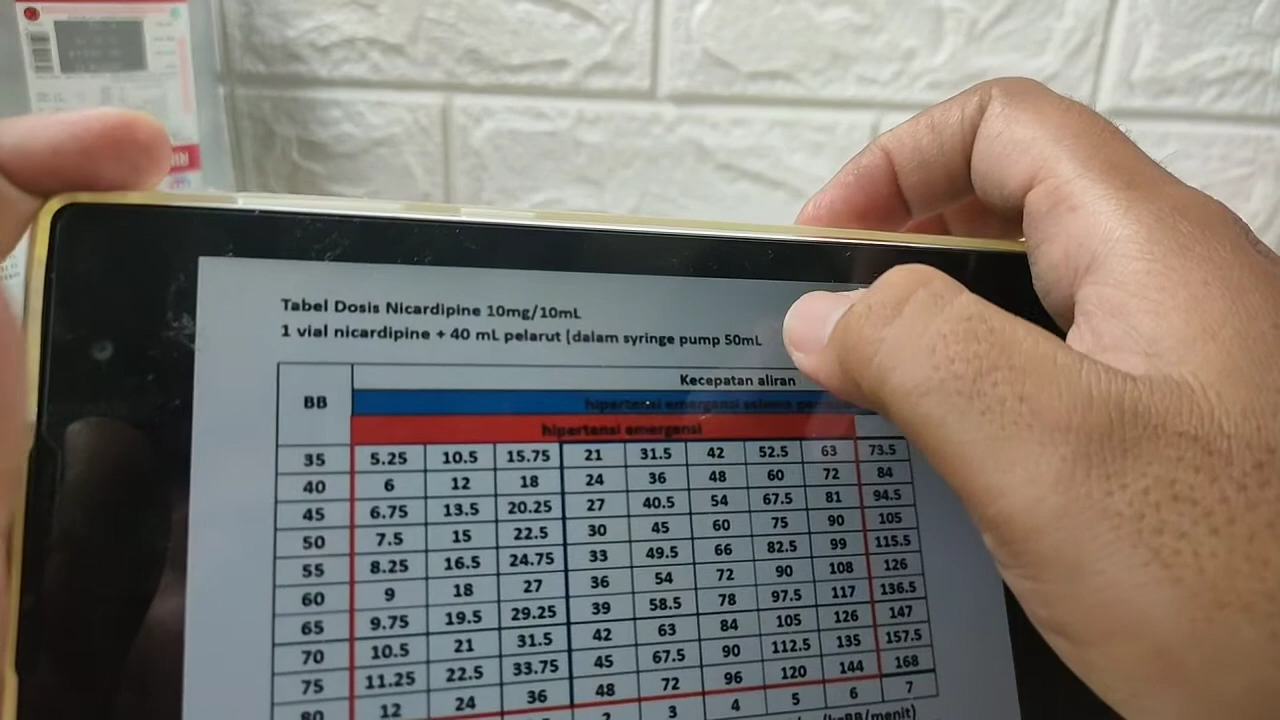 Tabel Dosis Nicardipine 10mg/10mL
1 vial nicardipine + 40 mL pelarut (dalam syringe pump 50mL
BB
Kecepatan aliran
hipertensi emergensi
hipertensi emergensi
35 5.25 10.5 15.75 21 31.5 42 52.5 63 73.5
40 6 12 18 24 36 48 60 72 84
45 6.75 13.5 20.25 27 40.5 54 67.5 81 94.5
50 7.5 15 22.5 30 45 60 75 90 105
55 8.25 16.5 24.75 33 49.5 66 82.5 99 115.5
60 9 18 27 36 54 72 90 108 126
65 9.75 19.5 29.25 39 58.5 78 97.5 117 136.5
70 10.5 21 31.5 42 63 84 105 126 147
75 11.25 22.5 33.75 45 67.5 90 112.5 135 157.5
80 12 24 36 48 72 96 120 144 168
2 3 4 5 6 7
/kgBB/menit)